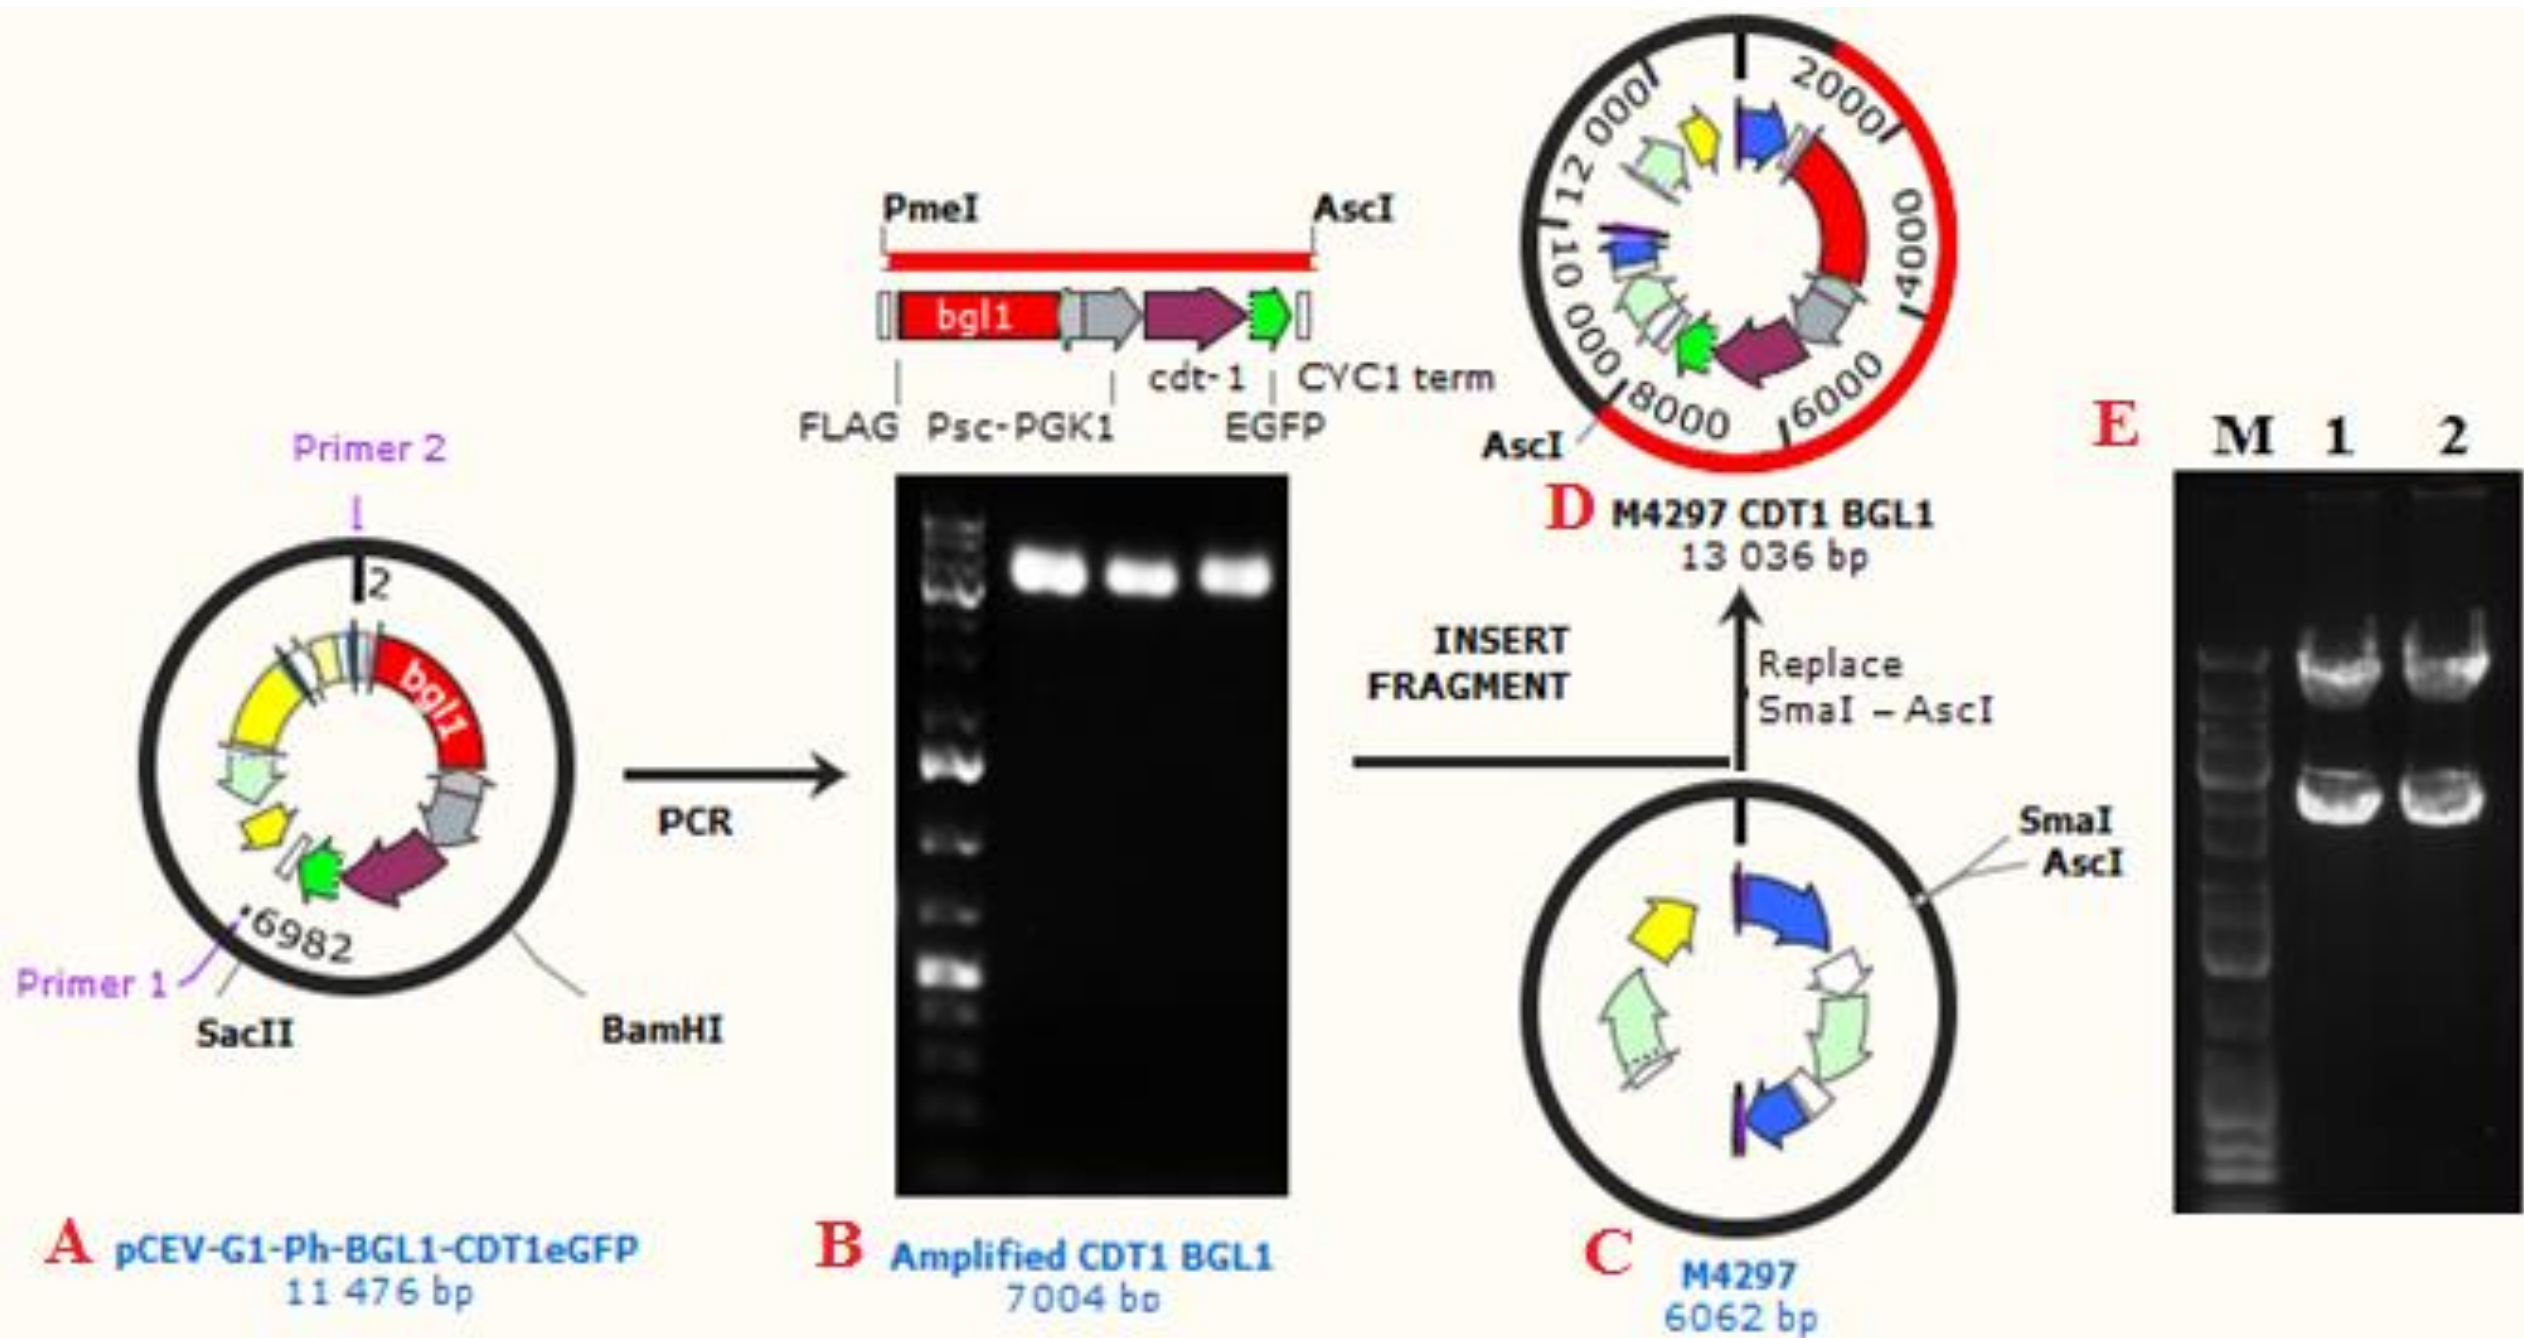 Primer 2
2
bgl1
6982
Primer 1
SacII
BamHI
A pCEV-G1-Ph-BGL1-CDT1eGFP
11 476 bp
PCR
PmeI
AscI
bgl1
cdt-1
CYC1 term
FLAG
Psc-PGK1
EGFP
B Amplified CDT1 BGL1
7004 bp
INSERT
FRAGMENT
2000
4000
6000
8000
10 000
12 000
AscI
D M4297 CDT1 BGL1
13 036 bp
Replace
SmaI – AscI
SmaI
AscI
C M4297
6062 bp
E M 1 2